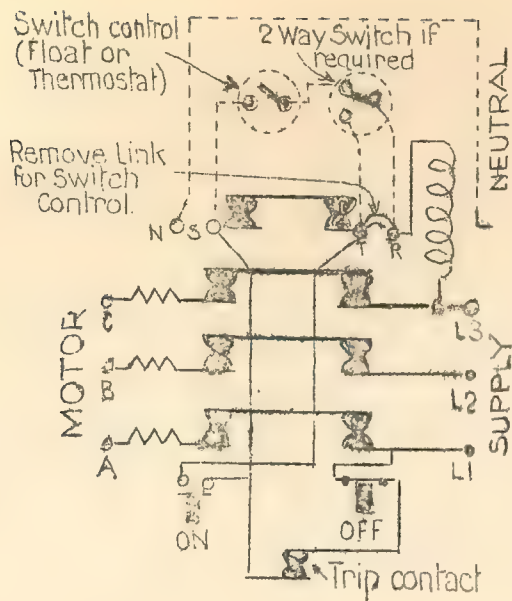 Switch control
(Float or
Thermostat)
2 Way Switch if
required
NEUTRAL
Remove Link
for Switch
Control.
N S R
MOTOR
C
B
A
L3
L2
L1
SUPPLY
ON
OFF
Trip contact